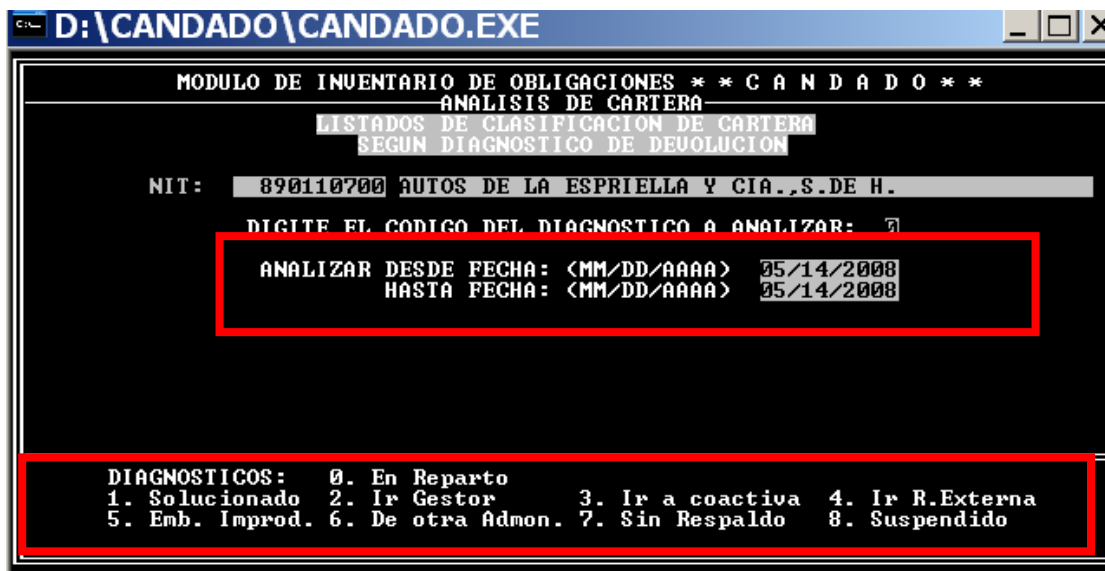 D:\CANDADO\CANDADO.EXE
MODULO DE INVENTARIO DE OBLIGACIONES * * C A N D A D O * *
ANALISIS DE CARTERA
LISTADOS DE CLASIFICACION DE CARTERA
SEGUN DIAGNOSTICO DE DEVOLUCION
NIT: 890110700 AUTOS DE LA ESPRIELLA Y CIA.,S.DE H.
DIGITE EL CODIGO DEL DIAGNOSTICO A ANALIZAR: 0
ANALIZAR DESDE FECHA: (MM/DD/AAAA) 05/14/2008
HASTA FECHA: (MM/DD/AAAA) 05/14/2008
DIAGNOSTICOS: 0. En Reparto
1. Solucionado 2. Ir Gestor 3. Ir a coactiva 4. Ir R.Externa
5. Emb. Improd. 6. De otra Admon. 7. Sin Respaldo 8. Suspendido